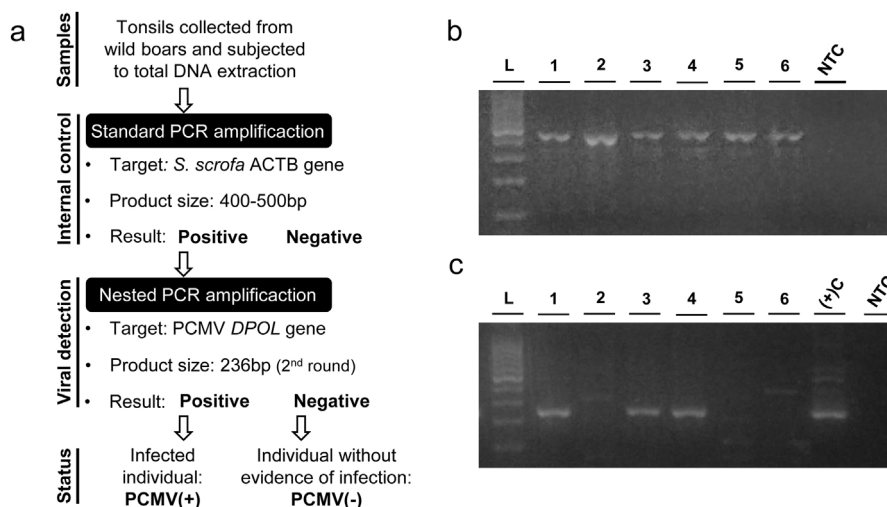 a
Samples
Tonsils collected from
wild boars and subjected
to total DNA extraction
Internal control
Standard PCR amplificaction
• Target: S. scrofa ACTB gene
• Product size: 400-500bp
• Result: Positive Negative
Viral detection
Nested PCR amplificaction
• Target: PCMV DPOL gene
• Product size: 236bp (2nd round)
• Result: Positive Negative
Status
Infected
individual:
PCMV(+)
Individual without
evidence of infection:
PCMV(-)
b
L 1 2 3 4 5 6 NTC
c
L 1 2 3 4 5 6 (+)C NTC